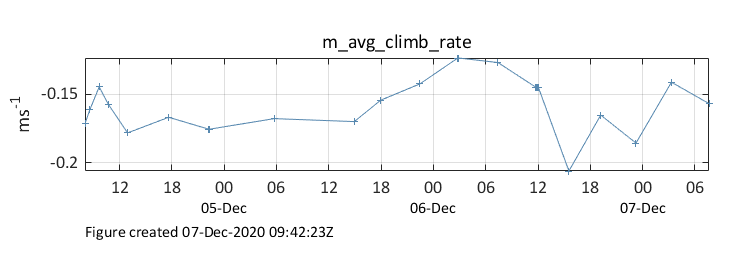 m_avg_climb_rate
ms-1
-0.15
-0.2
12 18 00 06 12 18 00 06 12 18 00 06
05-Dec 06-Dec 07-Dec
Figure created 07-Dec-2020 09:42:23Z